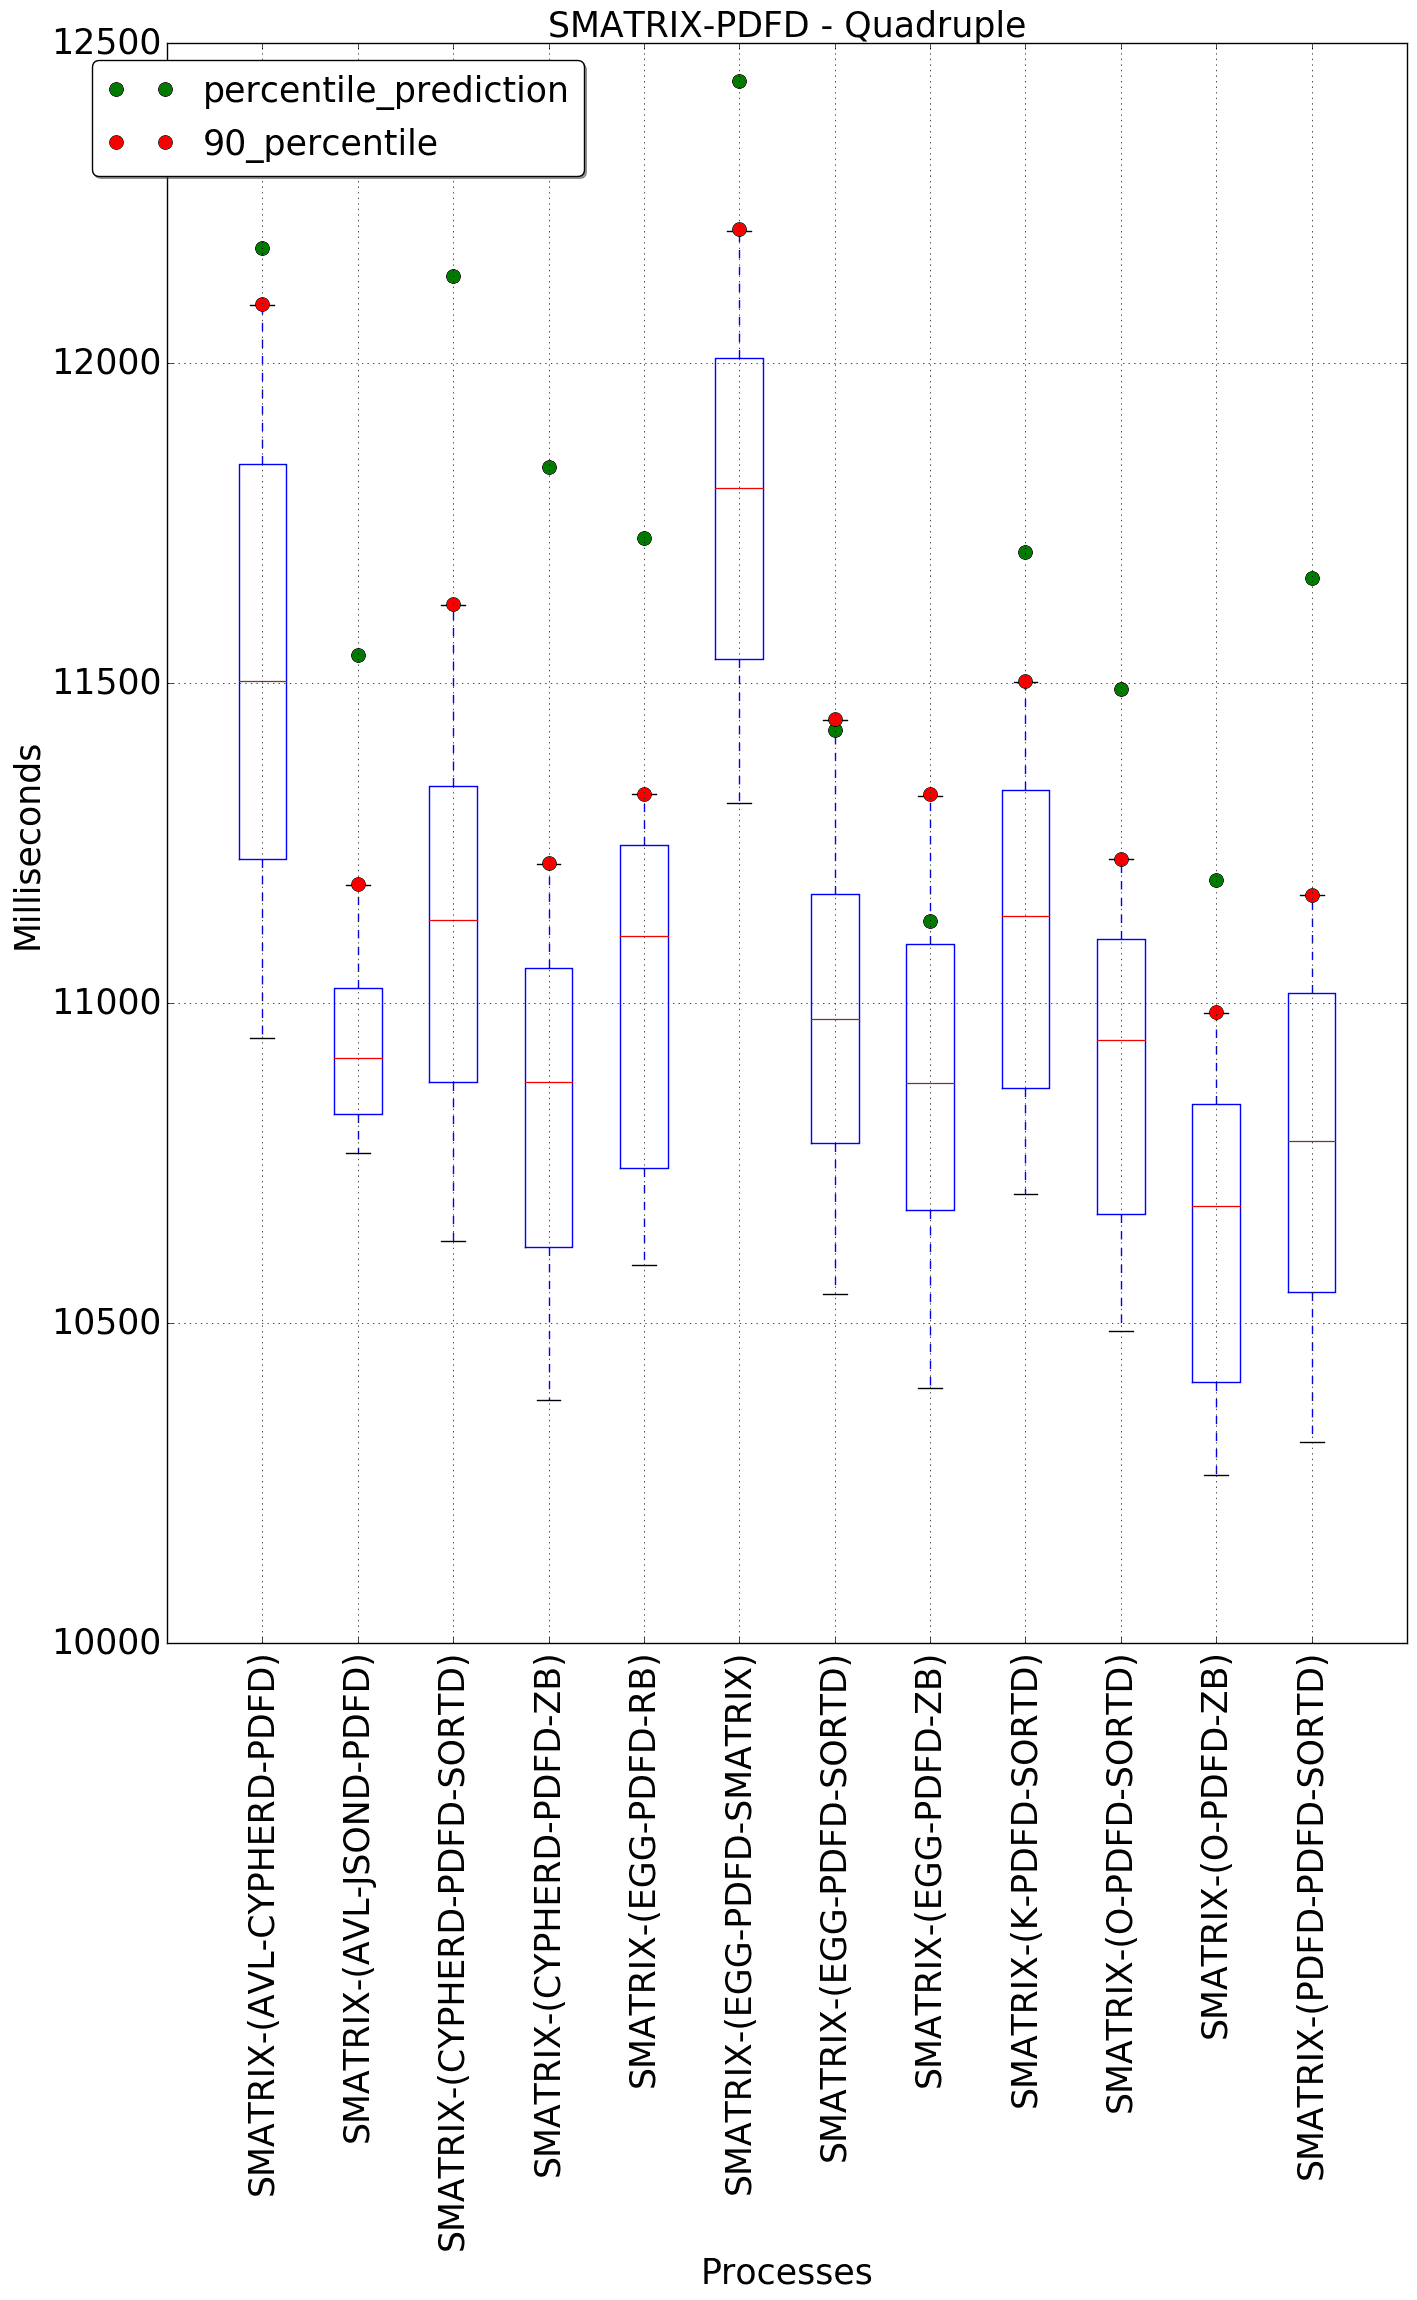 SMATRIX-PDFD - Quadruple
percentile_prediction
90_percentile
12500
12000
11500
11000
10500
10000
Milliseconds
SMATRIX-(AVL-CYPHERD-PDFD)
SMATRIX-(AVL-JSOND-PDFD)
SMATRIX-(CYPHERD-PDFD-SORTD)
SMATRIX-(CYPHERD-PDFD-ZB)
SMATRIX-(EGG-PDFD-RB)
SMATRIX-(EGG-PDFD-SMATRIX)
SMATRIX-(EGG-PDFD-SORTD)
SMATRIX-(EGG-PDFD-ZB)
SMATRIX-(K-PDFD-SORTD)
SMATRIX-(O-PDFD-SORTD)
SMATRIX-(O-PDFD-ZB)
SMATRIX-(PDFD-PDFD-SORTD)
Processes